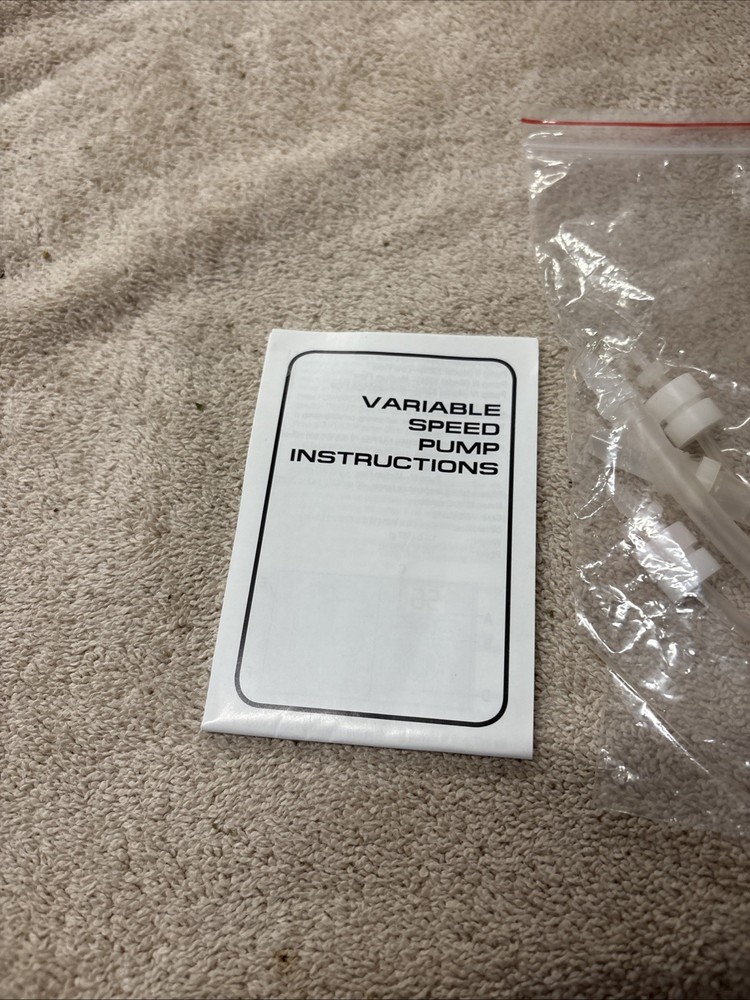 VARIABLE
SPEED
PUMP
INSTRUCTIONS